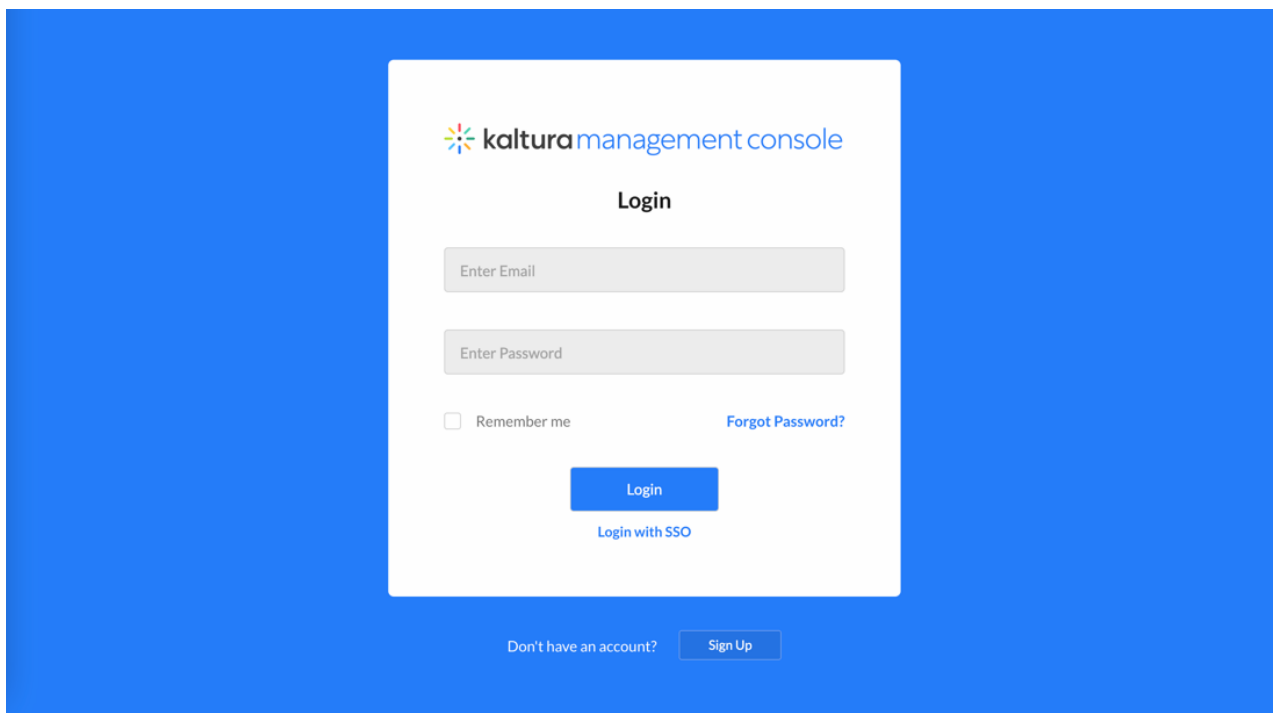 kaltura management console
Login
Enter Email
Enter Password
Remember me Forgot Password?
Login
Login with SSO
Don't have an account? Sign Up